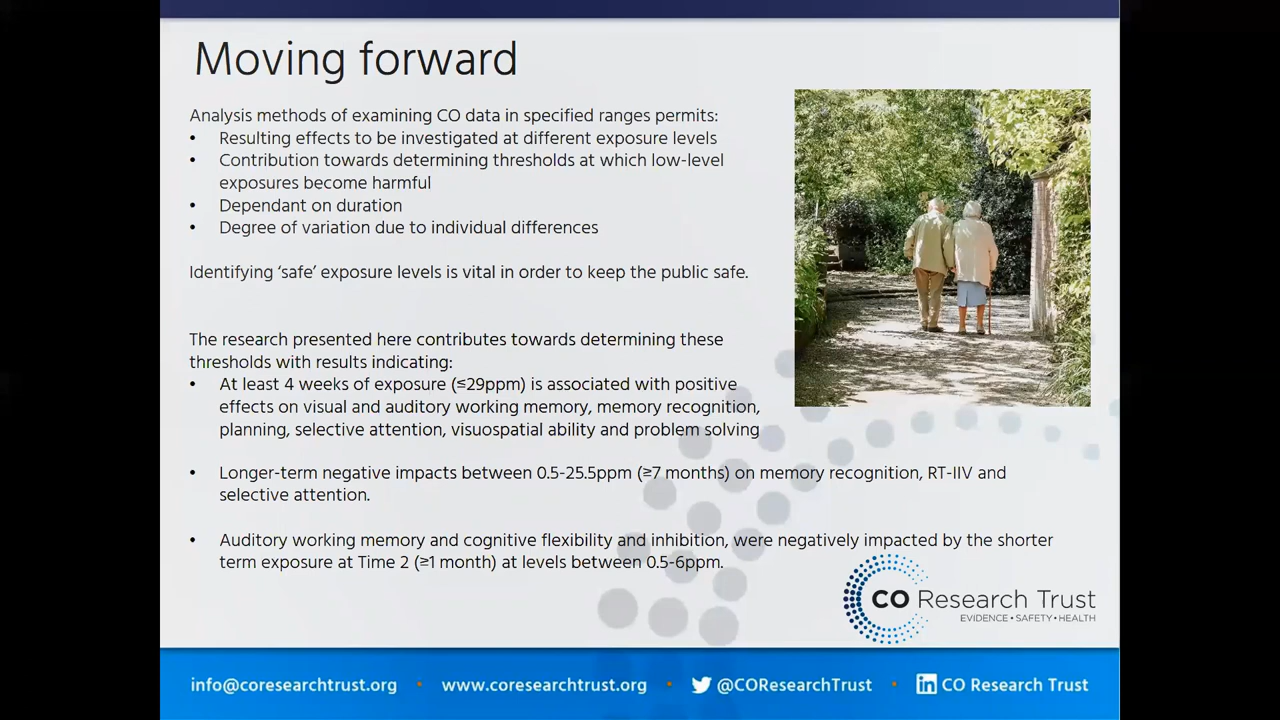 Moving forward
Analysis methods of examining CO data in specified ranges permits:
• Resulting effects to be investigated at different exposure levels
• Contribution towards determining thresholds at which low-level
exposures become harmful
• Dependant on duration
• Degree of variation due to individual differences
Identifying ‘safe’ exposure levels is vital in order to keep the public safe.
The research presented here contributes towards determining these
thresholds with results indicating:
• At least 4 weeks of exposure (≤29ppm) is associated with positive
effects on visual and auditory working memory, memory recognition,
planning, selective attention, visuospatial ability and problem solving
• Longer-term negative impacts between 0.5-25.5ppm (≥7 months) on memory recognition, RT-IIV and
selective attention.
• Auditory working memory and cognitive flexibility and inhibition, were negatively impacted by the shorter
term exposure at Time 2 (≥1 month) at levels between 0.5-6ppm.
CO Research Trust
EVIDENCE • SAFETY • HEALTH
info@coresearchtrust.org • www.coresearchtrust.org • @COResearchTrust • in CO Research Trust